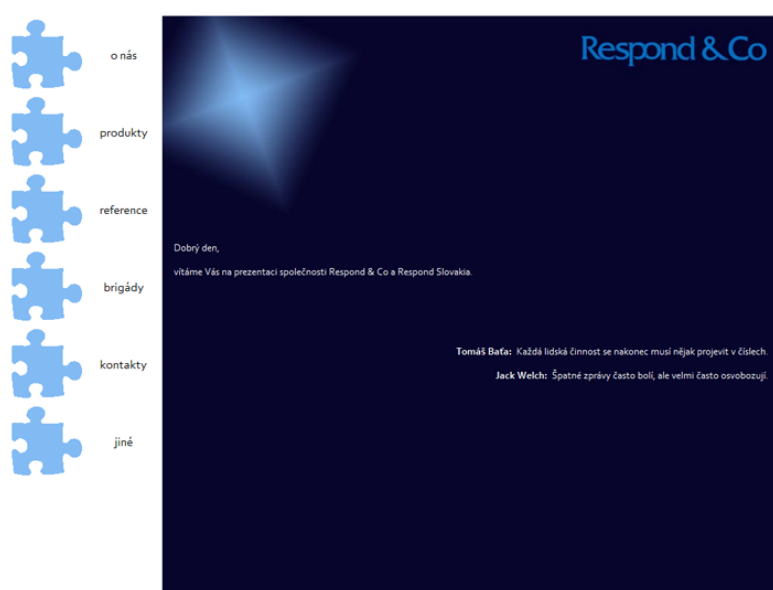 o nás
produkty
reference
brigády
kontakty
jiné
Respond & Co
Dobrý den,
vítáme Vás na prezentaci společnosti Respond & Co a Respond Slovakia.
Tomáš Baťa: Každá lidská činnost se nakonec musí nějak projevit v číslech.
Jack Welch: Špatné zprávy často bolí, ale velmi často osvobozují.